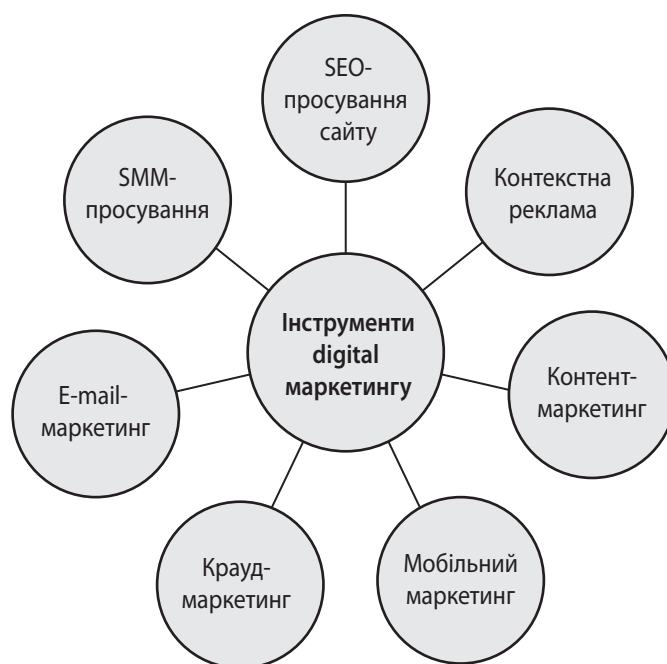 SEO-
просування
сайту
SMM-
просування
Контекстна
реклама
Інструменти
digital
маркетингу
E-mail-
маркетинг
Контент-
маркетинг
Крауд-
маркетинг
Мобільний
маркетинг